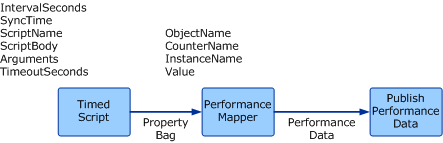 IntervalSeconds
SyncTime
ScriptName
ScriptBody
Arguments
TimeoutSeconds
ObjectName
CounterName
InstanceName
Value
Timed
Script
Property
Bag
Performance
Mapper
Performance
Data
Publish
Performance
Data